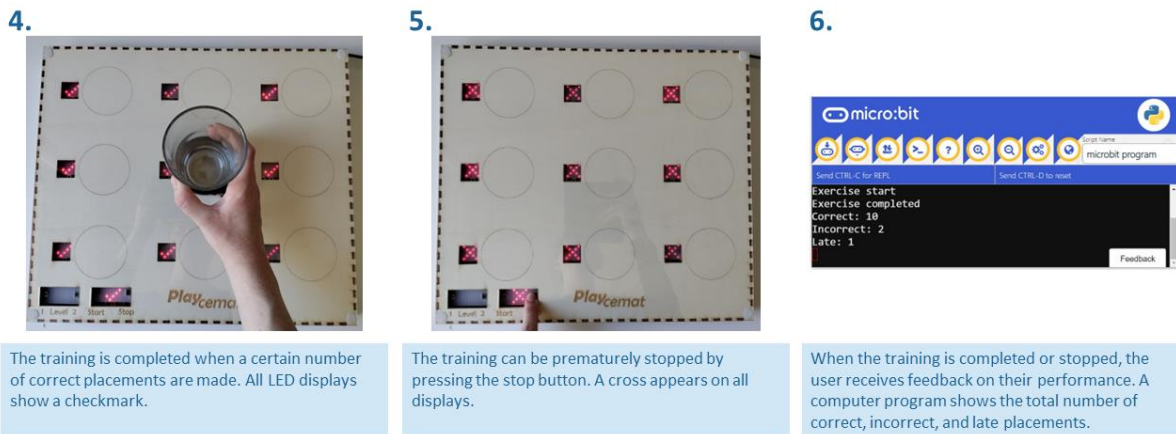 4.
5.
6.
Playcemat
1 Level 2 Start Stop
Playcemat
1 Level 2 Start
micro:bit
Script Name
microbit program
Send CTRL-C for REPL
Send CTRL-D to reset
Exercise start
Exercise completed
Correct: 10
Incorrect: 2
Late: 1
Feedback
The training is completed when a certain number
of correct placements are made. All LED displays
show a checkmark.
The training can be prematurely stopped by
pressing the stop button. A cross appears on all
displays.
When the training is completed or stopped, the
user receives feedback on their performance. A
computer program shows the total number of
correct, incorrect, and late placements.